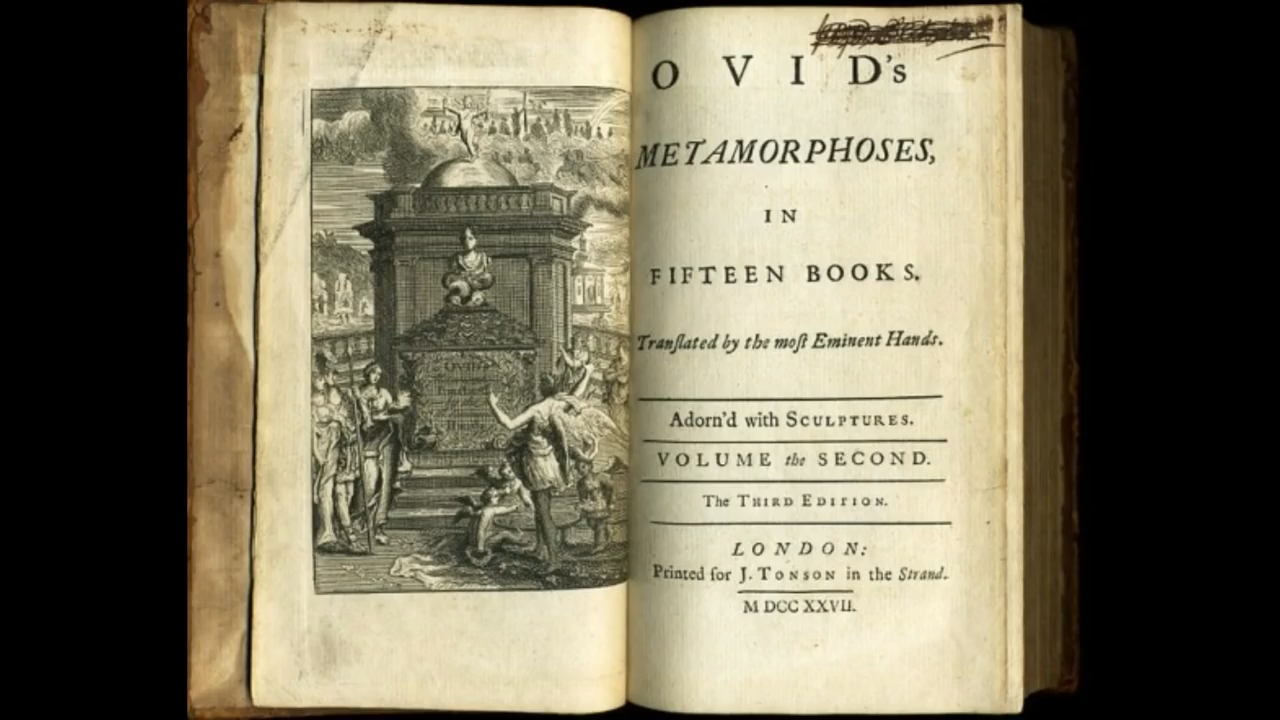 OVID's
METAMORPHOSES,
IN
FIFTEEN BOOKS.
Tranſlated by the moſt Eminent Hands.
Adorn'd with SCULPTURES.
VOLUME the SECOND.
The THIRD EDITION.
LONDON:
Printed for J. TONSON in the Strand.
M DCC XXVII.